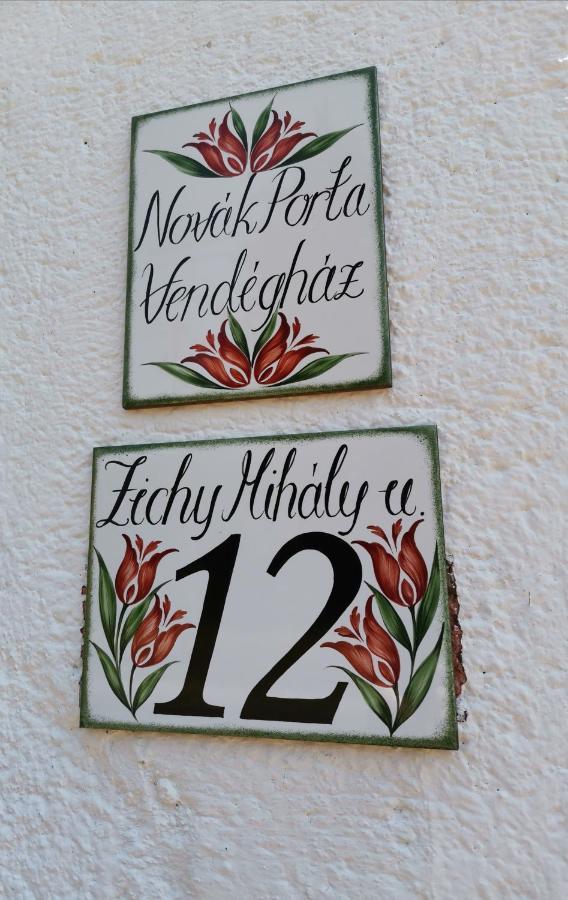 Novák Porta
Vendégház
Zichy Mihály u.
12